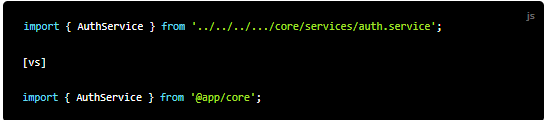 js
import { AuthService } from '../../../.../core/services/auth.service';
[vs]
import { AuthService } from '@app/core';